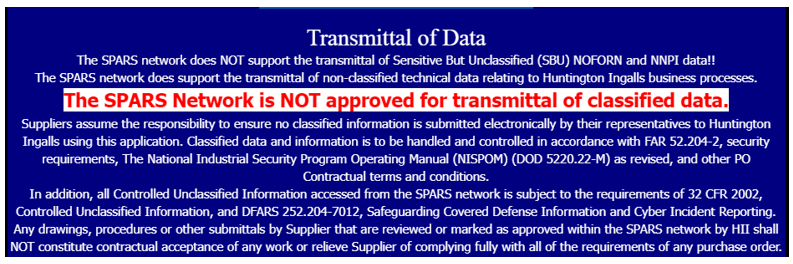 Transmittal of Data
The SPARS network does NOT support the transmittal of Sensitive But Unclassified (SBU) NOFORN and NNPI data!!
The SPARS network does support the transmittal of non-classified technical data relating to Huntington Ingalls business processes.
The SPARS Network is NOT approved for transmittal of classified data.
Suppliers assume the responsibility to ensure no classified information is submitted electronically by their representatives to Huntington
Ingalls using this application. Classified data and information is to be handled and controlled in accordance with FAR 52.204-2, security
requirements, The National Industrial Security Program Operating Manual (NISPOM) (DOD 5220.22-M) as revised, and other PO
Contractual terms and conditions.
In addition, all Controlled Unclassified Information accessed from the SPARS network is subject to the requirements of 32 CFR 2002,
Controlled Unclassified Information, and DFARS 252.204-7012, Safeguarding Covered Defense Information and Cyber Incident Reporting.
Any drawings, procedures or other submittals by Supplier that are reviewed or marked as approved within the SPARS network by HII shall
NOT constitute contractual acceptance of any work or relieve Supplier of complying fully with all of the requirements of any purchase order.